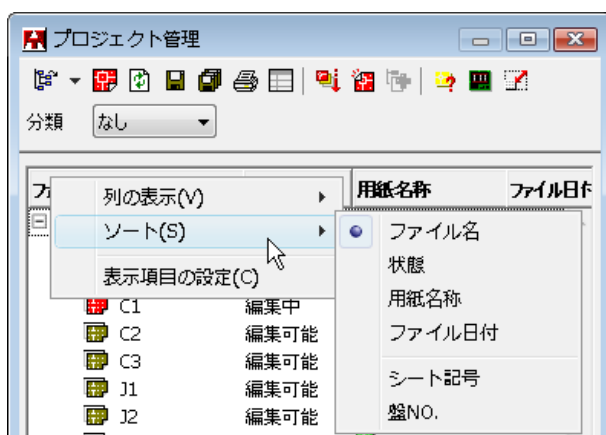 プロジェクト管理
分類 なし
用紙名称 ファイル日付
列の表示(V)
ソート(S)
表示項目の設定(C)
ファイル名
状態
用紙名称
ファイル日付
シート記号
盤NO.
C1 編集中
C2 編集可能
C3 編集可能
J1 編集可能
J2 編集可能